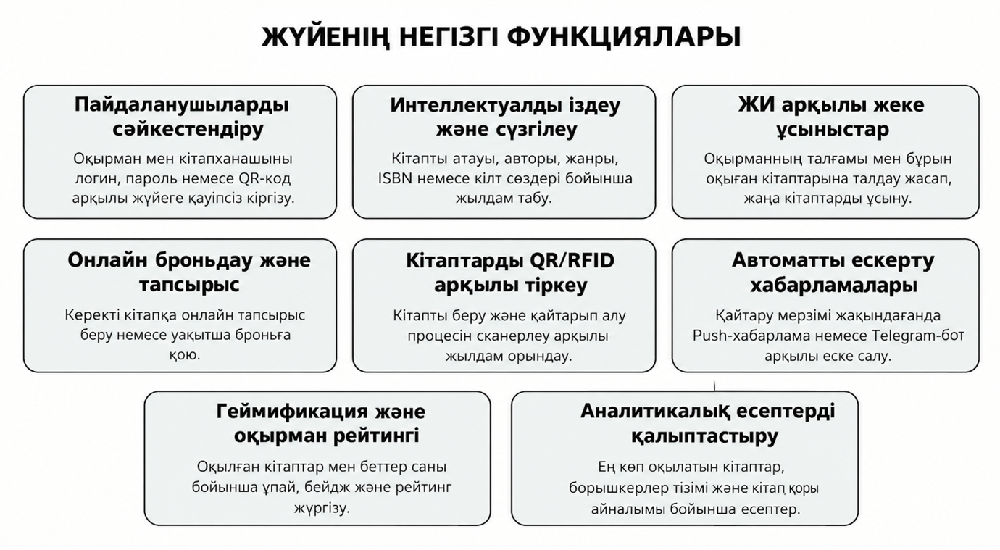 ЖҮЙЕНІҢ НЕГІЗГІ ФУНКЦИЯЛАРЫ
Пайдаланушыларды
сәйкестендіру
Оқырман мен кітапханашыны
логин, пароль немесе QR-код
арқылы жүйеге қауіпсіз кіргізу.
Интеллектуалды іздеу
және сүзгілеу
Кітапты атауы, авторы, жанры,
ISBN немесе кілт сөздері бойынша
жылдам табу.
ЖИ арқылы жеке
ұсыныстар
Оқырманның талғамы мен бұрын
оқыған кітаптарына талдау жасап,
жаңа кітаптарды ұсыну.
Онлайн броньдау және
тапсырыс
Керекті кітапқа онлайн тапсырыс
беру немесе уақытша броньға
қою.
Кітаптарды QR/RFID
арқылы тіркеу
Кітапты беру және қайтарып алу
процесін сканерлеу арқылы
жылдам орындау.
Автоматты ескерту
хабарламалары
Қайтару мерзімі жақындағанда
Push-хабарлама немесе Telegram-бот
арқылы еске салу.
Геймификация және
оқырман рейтингі
Оқылған кітаптар мен беттер саны
бойынша ұпай, бейдж және рейтинг
жүргізу.
Аналитикалық есептерді
қалыптастыру
Ең көп оқылатын кітаптар,
борышкерлер тізімі және кітап қоры
айналымы бойынша есептер.